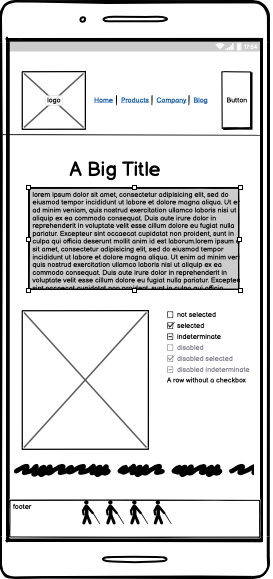 17:54
logo
Home | Products | Company | Blog
Button
A Big Title
lorem ipsum dolor sit amet, consectetur adipisicing elit, sed do
eiusmod tempor incididunt ut labore et dolore magna aliqua. Ut e
ad minim veniam, quis nostrud exercitation ullamco laboris nisi ut
aliquip ex ea commodo consequat. Duis aute irure dolor in
reprehenderit in voluptate velit esse cillum dolore eu fugiat nulla
pariatur. Excepteur sint occaecat cupidatat non proident, sunt in
culpa qui officia deserunt mollit anim id est laborum.lorem ipsum
sit amet, consectetur adipisicing elit, sed do eiusmod tempor
incididunt ut labore et dolore magna aliqua. Ut enim ad minim veni
quis nostrud exercitation ullamco laboris nisi ut aliquip ex ea
commodo consequat. Duis aute irure dolor in reprehenderit in
voluptate velit esse cillum dolore eu fugiat nulla pariatur. Excepteur
sint occaecat cupidatat non proident, sunt in culpa qui officia
not selected
selected
indeterminate
disabled
disabled selected
disabled indeterminate
A row without a checkbox
footer